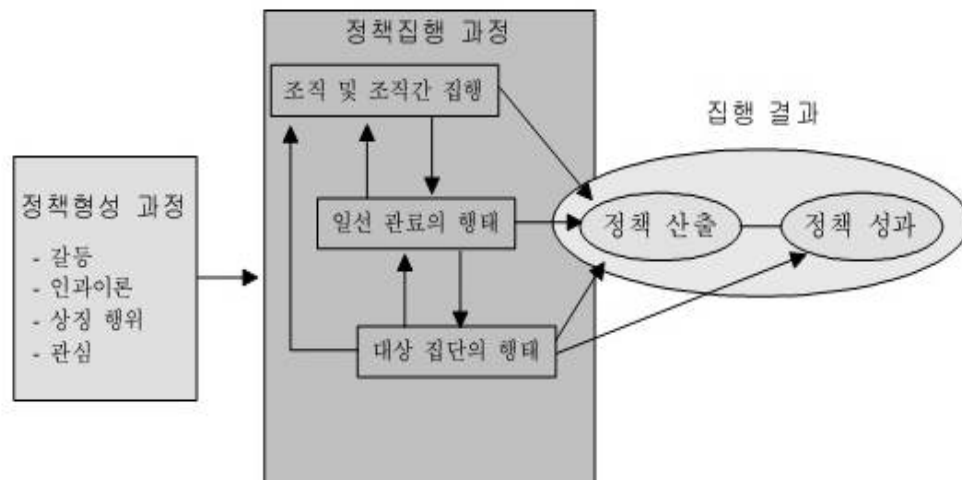 정책형성 과정
- 갈등
- 인과이론
- 상징 행위
- 관심
정책집행 과정
조직 및 조직간 집행
일선 관료의 행태
대상 집단의 행태
집행 결과
정책 산출
정책 성과